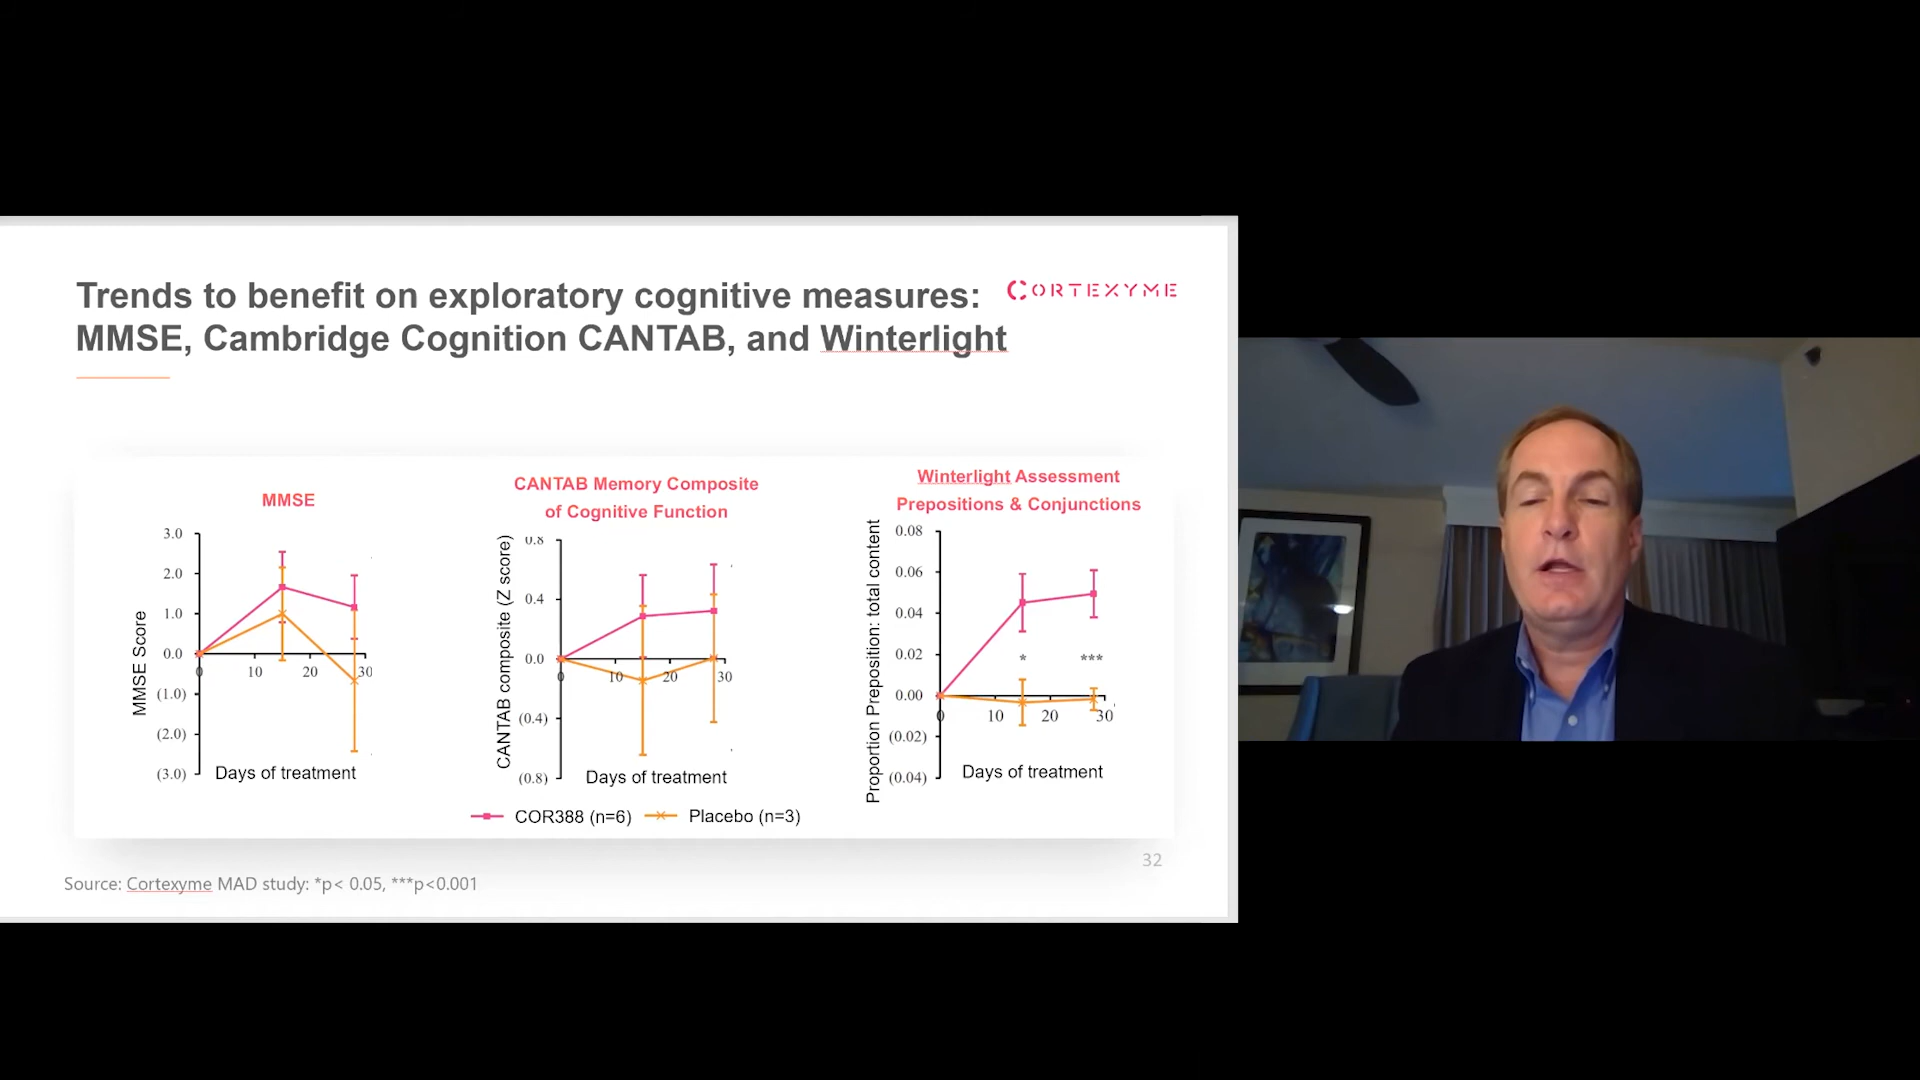 Trends to benefit on exploratory cognitive measures:
MMSE, Cambridge Cognition CANTAB, and Winterlight
CORTEXYME
MMSE
MMSE Score
3.0
2.0
1.0
0.0
(1.0)
(2.0)
(3.0)
0 10 20 30
Days of treatment
CANTAB Memory Composite
of Cognitive Function
CANTAB composite (Z score)
0.8
0.4
0.0
(0.4)
(0.8)
0 10 20 30
Days of treatment
Winterlight Assessment
Prepositions & Conjunctions
Proportion Preposition: total content
0.08
0.06
0.04
0.02
0.00
(0.02)
(0.04)
* ***
0 10 20 30
Days of treatment
COR388 (n=6) Placebo (n=3)
32
Source: Cortexyme MAD study: *p< 0.05, ***p<0.001